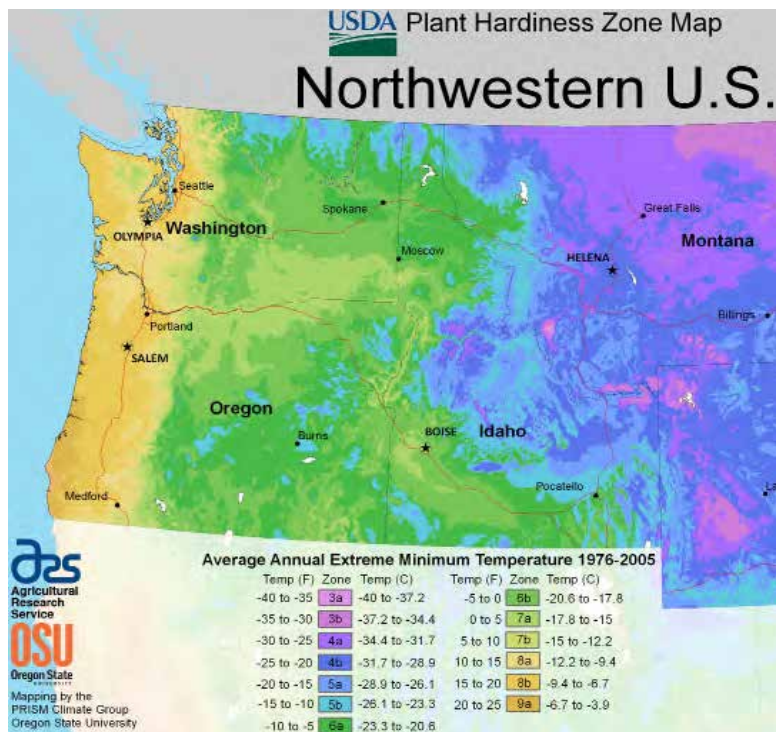 USDA Plant Hardiness Zone Map
Northwestern U.S.
Seattle
Spokane
Great Falls
OLYMPIA
Washington
Montana
Moscow
HELENA
Billings
Portland
SALEM
Oregon
Burns
BOISE
Idaho
Medford
Pocatello
La
ars
Agricultural
Research
Service
OSU
Oregon State
UNIVERSITY
Mapping by the
PRISM Climate Group
Oregon State University
Average Annual Extreme Minimum Temperature 1976-2005
Temp (F) Zone Temp (C)
-40 to -35 3a -40 to -37.2
-35 to -30 3b -37.2 to -34.4
-30 to -25 4a -34.4 to -31.7
-25 to -20 4b -31.7 to -28.9
-20 to -15 5a -28.9 to -26.1
-15 to -10 5b -26.1 to -23.3
-10 to -5 6a -23.3 to -20.6
Temp (F) Zone Temp (C)
-5 to 0 6b -20.6 to -17.8
0 to 5 7a -17.8 to -15
5 to 10 7b -15 to -12.2
10 to 15 8a -12.2 to -9.4
15 to 20 8b -9.4 to -6.7
20 to 25 9a -6.7 to -3.9